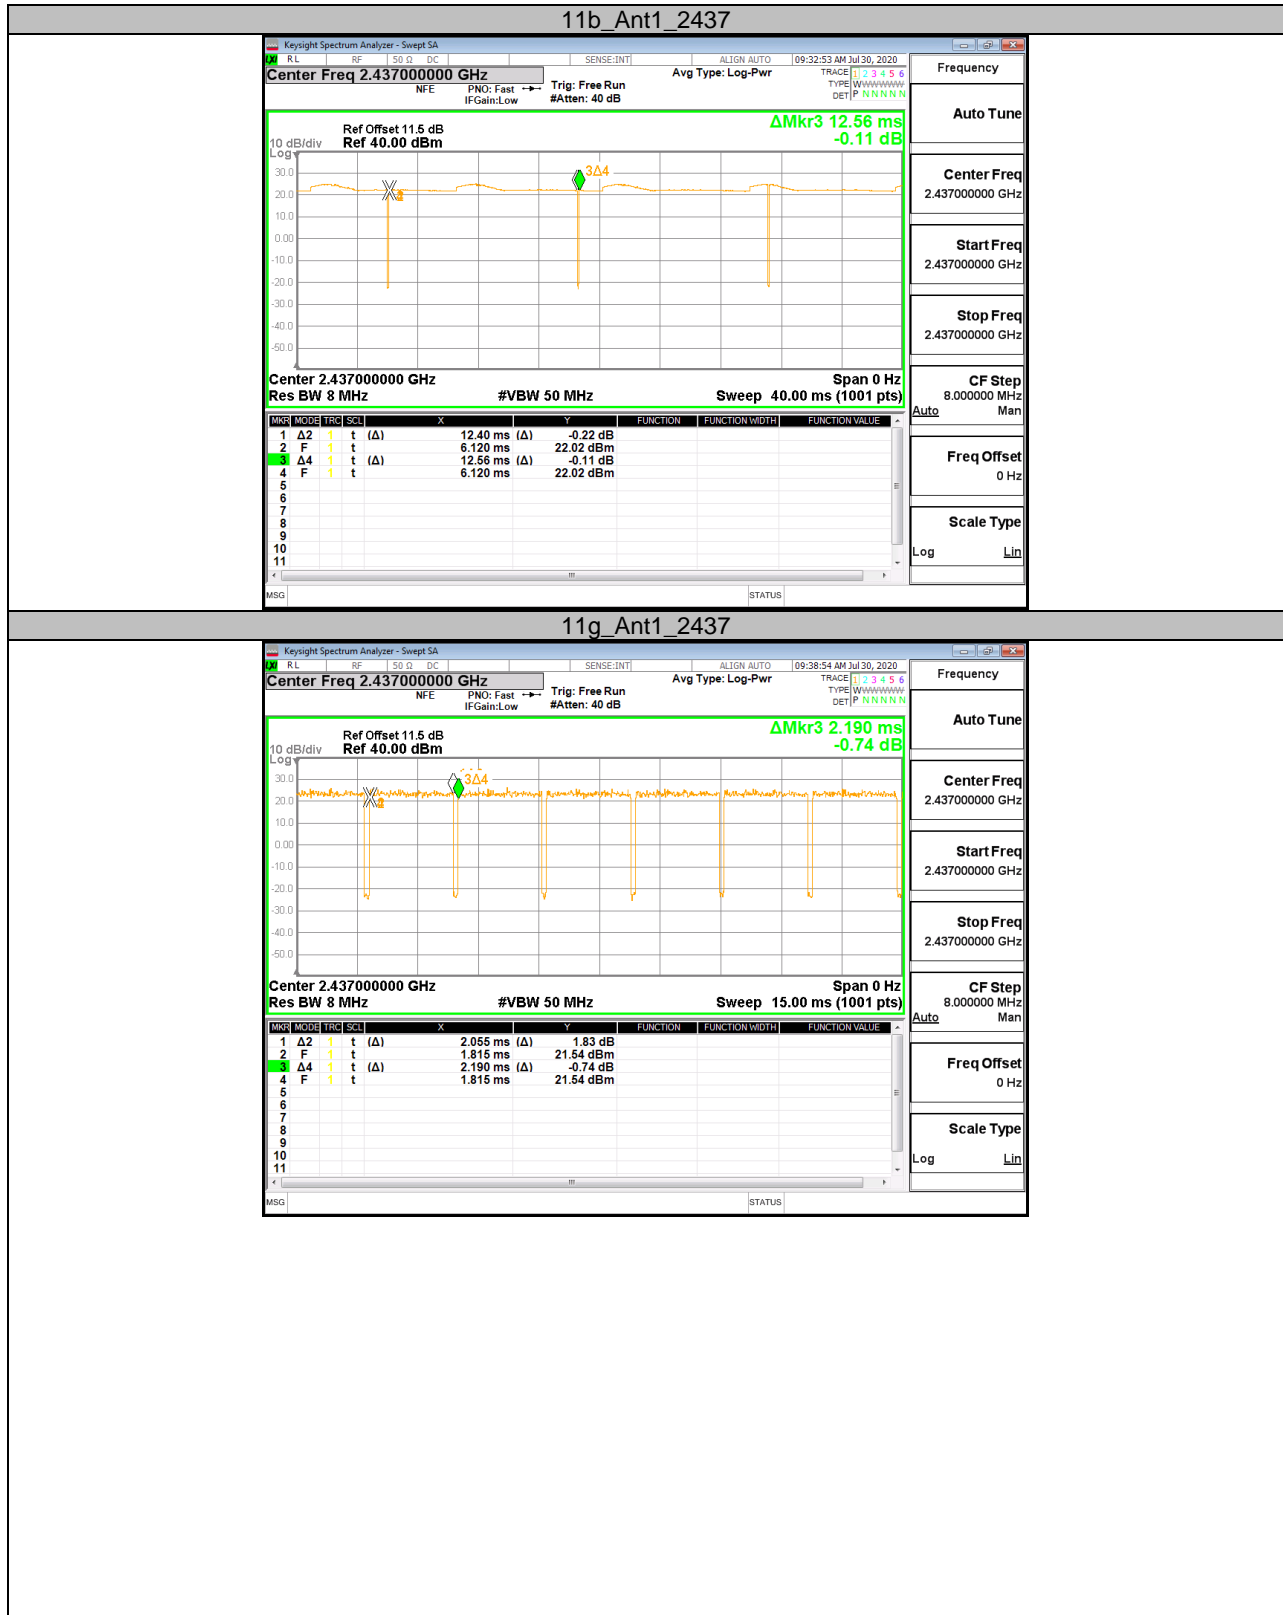 11b_Ant1_2437
Keysight Spectrum Analyzer - Swept SA
LXI RL RF 50 Ω DC SENSE:INT ALIGN AUTO 09:32:53 AM Jul 30, 2020
Center Freq 2.437000000 GHz
NFE PNO: Fast IFGain:Low
Trig: Free Run
#Atten: 40 dB
Avg Type: Log-Pwr
TRACE 1 2 3 4 5 6
TYPE WWWWWW
DET P N N N N N
ΔMkr3 12.56 ms
-0.11 dB
Ref Offset 11.5 dB
10 dB/div Ref 40.00 dBm
Log
30.0
20.0
10.0
0.00
-10.0
-20.0
-30.0
-40.0
-50.0
3Δ4
Center 2.437000000 GHz Span 0 Hz
Res BW 8 MHz #VBW 50 MHz Sweep 40.00 ms (1001 pts)
MKR MODE TRC SCL X Y FUNCTION FUNCTION WIDTH FUNCTION VALUE
1 Δ2 1 t (Δ) 12.40 ms (Δ) -0.22 dB
2 F 1 t 6.120 ms 22.02 dBm
3 Δ4 1 t (Δ) 12.56 ms (Δ) -0.11 dB
4 F 1 t 6.120 ms 22.02 dBm
5
6
7
8
9
10
11
MSG STATUS
Frequency
Auto Tune
Center Freq
2.437000000 GHz
Start Freq
2.437000000 GHz
Stop Freq
2.437000000 GHz
CF Step
8.000000 MHz
Auto Man
Freq Offset
0 Hz
Scale Type
Log Lin
11g_Ant1_2437
Keysight Spectrum Analyzer - Swept SA
LXI RL RF 50 Ω DC SENSE:INT ALIGN AUTO 09:38:54 AM Jul 30, 2020
Center Freq 2.437000000 GHz
NFE PNO: Fast IFGain:Low
Trig: Free Run
#Atten: 40 dB
Avg Type: Log-Pwr
TRACE 1 2 3 4 5 6
TYPE WWWWWW
DET P N N N N N
ΔMkr3 2.190 ms
-0.74 dB
Ref Offset 11.5 dB
10 dB/div Ref 40.00 dBm
Log
30.0
20.0
10.0
0.00
-10.0
-20.0
-30.0
-40.0
-50.0
3Δ4
Center 2.437000000 GHz Span 0 Hz
Res BW 8 MHz #VBW 50 MHz Sweep 15.00 ms (1001 pts)
MKR MODE TRC SCL X Y FUNCTION FUNCTION WIDTH FUNCTION VALUE
1 Δ2 1 t (Δ) 2.055 ms (Δ) 1.83 dB
2 F 1 t 1.815 ms 21.54 dBm
3 Δ4 1 t (Δ) 2.190 ms (Δ) -0.74 dB
4 F 1 t 1.815 ms 21.54 dBm
5
6
7
8
9
10
11
MSG STATUS
Frequency
Auto Tune
Center Freq
2.437000000 GHz
Start Freq
2.437000000 GHz
Stop Freq
2.437000000 GHz
CF Step
8.000000 MHz
Auto Man
Freq Offset
0 Hz
Scale Type
Log Lin